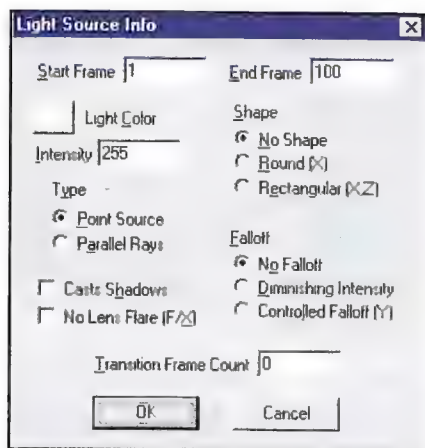 Light Source Info
Start Frame 1 End Frame 100
Light Color
Intensity 255
Type
Point Source
Parallel Rays
Casts Shadows
No Lens Flare (F/X)
Shape
No Shape
Round (X)
Rectangular (XZ)
Falloff
No Falloff
Diminishing Intensity
Controlled Falloff (Y)
Transition Frame Count 0
OK Cancel